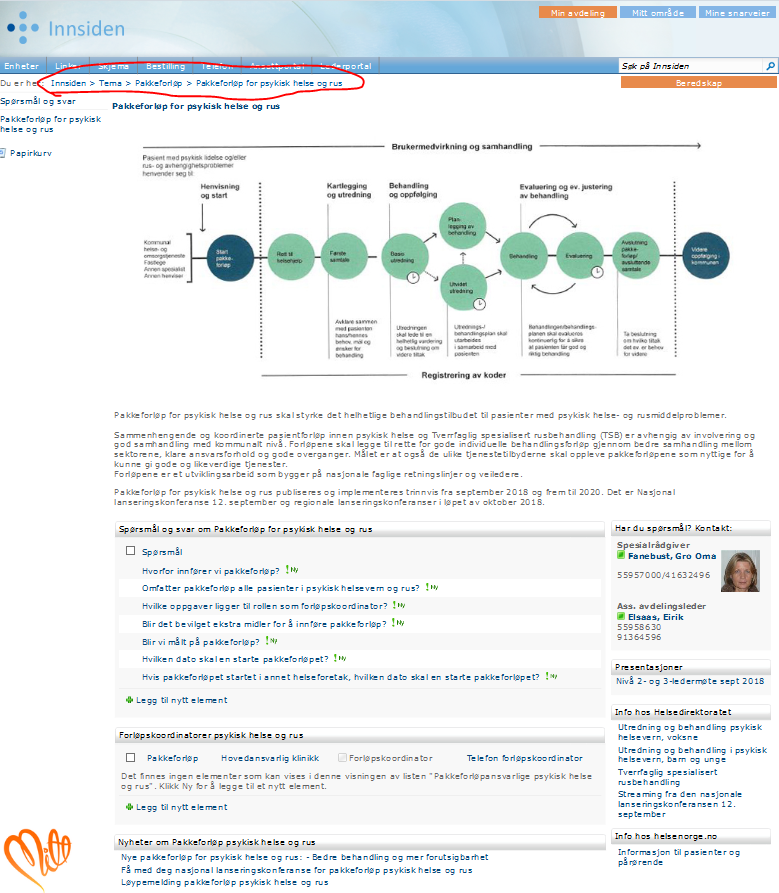 Innsiden
Min avdeling
Mitt område
Mine snarveier
Enheter
Skjema
Bestilling
Telefon
Søk på Innsiden
Du er her: Innsiden > Tema > Pakkeforløp > Pakkeforløp for psykisk helse og rus
Beredskap
Spørsmål og svar
Pakkeforløp for psykisk
helse og rus
Papirkurv
Pakkeforløp for psykisk helse og rus
Brukermedvirkning og samhandling
Pasient med psykisk lidelse og/eller
rus- og avhengighetsproblemer
henvender seg til:
Henvisning
og start
Kartlegging
og utredning
Behandling
og oppfølging
Evaluering og ev. justering
av behandling
Kommunal
helse- og
omsorgstjeneste
Fastlege
Annen spesialist
Annen henviser
Start
pakke-
forløp
Rett til
helsehjelp
Første
samtale
Basis
utredning
Plan-
legging av
behandling
Utvidet
utredning
Behandling
Evaluering
Avslutning
pakke-
forløp/
avsluttende
samtale
Videre
oppfølging i
kommunen
Avklare sammen
med pasienten
hans/hennes
behov, mål og
ønsker for
behandling
Utredningen
skal lede til en
helhetlig vurdering
og beslutning om
videre tiltak
Utrednings-/
behandlingsplan skal
utarbeides
i samarbeid med
pasienten
Behandlingen/behandlings-
planen skal evalueres
kontinuerlig for å sikre
at pasienten får god og
riktig behandling
Ta beslutning
om hvilke tiltak
det ev. er behov
for videre
Registrering av koder
Pakkeforløp for psykisk helse og rus skal styrke det helhetlige behandlingstilbudet til pasienter med psykisk helse- og rusmiddelproblemer.
Sammenhengende og koordinerte pasientforløp innen psykisk helse og Tverrfaglig spesialisert rusbehandling (TSB) er avhengig av involvering og
god samhandling med kommunalt nivå. Forløpene skal legge til rette for gode individuelle behandlingsforløp gjennom bedre samhandling mellom
sektorene, klare ansvarsforhold og gode overganger. Målet er at også de ulike tjenestetilbyderne skal oppleve pakkeforløpene som nyttige for å
kunne gi gode og likeverdige tjenester.
Forløpene er et utviklingsarbeid som bygger på nasjonale faglige retningslinjer og veiledere.
Pakkeforløp for psykisk helse og rus publiseres og implementeres trinnvis fra september 2018 og frem til 2020. Det er Nasjonal
lanseringskonferanse 12. september og regionale lanseringskonferanser i løpet av oktober 2018.
Spørsmål og svar om Pakkeforløp for psykisk helse og rus
Spørsmål
Hvorfor innfører vi pakkeforløp? ! Ny
Omfatter pakkeforløp alle pasienter i psykisk helsevern og rus? ! Ny
Hvilke oppgaver ligger til rollen som forløpskoordinator? ! Ny
Blir det bevilget ekstra midler for å innføre pakkeforløp? ! Ny
Blir vi målt på pakkeforløp? ! Ny
Hvilken dato skal en starte pakkeforløpet? ! Ny
Hvis pakkeforløpet startet i annet helseforetak, hvilken dato skal en starte pakkeforløpet? ! Ny
Legg til nytt element
Forløpskoordinatorer psykisk helse og rus
Pakkeforløp
Hovedansvarlig klinikk
Forløpskoordinator
Telefon forløpskoordinator
Det finnes ingen elementer som kan vises i denne visningen av listen "Pakkeforløpansvarlige psykisk helse
og rus". Klikk Ny for å legge til et nytt element.
Legg til nytt element
Nyheter om Pakkeforløp psykisk helse og rus
Nye pakkeforløp for psykisk helse og rus: - Bedre behandling og mer forutsigbarhet
Få med deg nasjonal lanseringskonferanse for pakkeforløp psykisk helse og rus
Løypemelding pakkeforløp psykisk helse og rus
Har du spørsmål? Kontakt:
Spesialrådgiver
Fanebust, Gro Oma
55957000/41632496
Ass. avdelingsleder
Elsaas, Eirik
55958630
91364596
Presentasjoner
Nivå 2- og 3-ledermøte sept 2018
Info hos Helsedirektoratet
Utredning og behandling psykisk
helsevern, voksne
Utredning og behandling i psykisk
helsevern, barn og unge
Tverrfaglig spesialisert
rusbehandling
Streaming fra den nasjonale
lanseringskonferansen 12.
september
Info hos helsenorge.no
Informasjon til pasienter og
pårørende